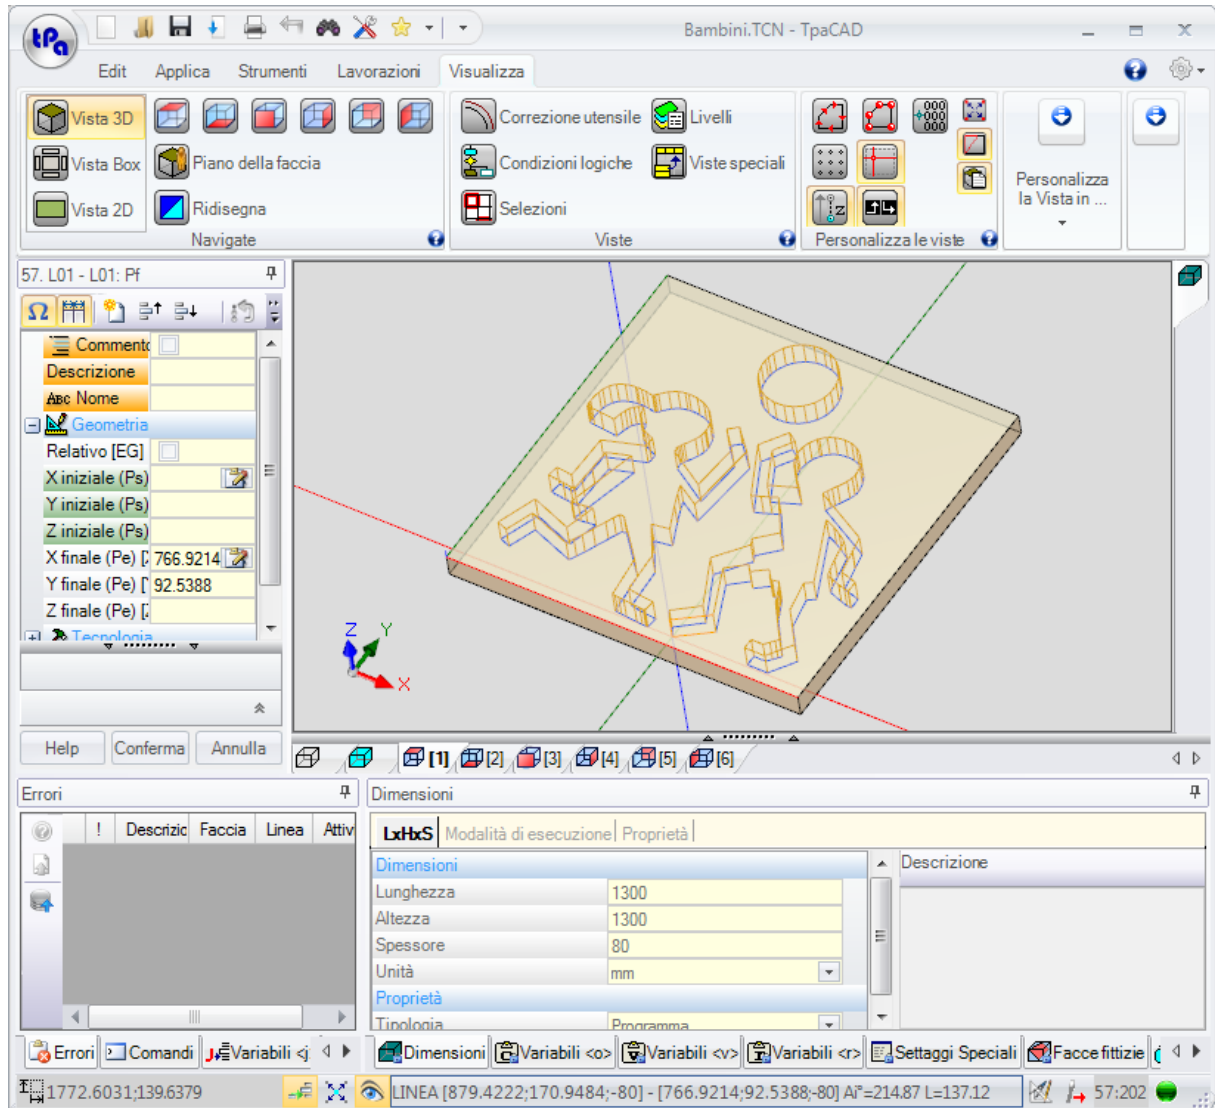 tPa
Bambini.TCN - TpaCAD
Edit Applica Strumenti Lavorazioni Visualizza
Vista 3D
Vista Box
Vista 2D
Piano della faccia
Ridisegna
Navigate
Correzione utensile
Condizioni logiche
Selezioni
Livelli
Viste speciali
Viste
Personalizza le viste
Personalizza
la Vista in ...
57. L01 - L01: Pf
Commento
Descrizione
ABC Nome
Geometria
Relativo [EG]
X iniziale (Ps)
Y iniziale (Ps)
Z iniziale (Ps)
X finale (Pe) 766.9214
Y finale (Pe) 92.5388
Z finale (Pe)
Tecnologia
Z Y X
Help Conferma Annulla
[1] [2] [3] [4] [5] [6]
Errori
! Descrizic Faccia Linea Attiv
Dimensioni
LxHxS Modalità di esecuzione Proprietà
Dimensioni
Lunghezza 1300
Altezza 1300
Spessore 80
Unità mm
Proprietà
Tipologia Programma
Descrizione
Errori Comandi Variabili <j
Dimensioni Variabili <o> Variabili <v> Variabili <r> Settaggi Speciali Facce fittizie
1772.6031;139.6379
LINEA [879.4222;170.9484;-80] - [766.9214;92.5388;-80] Ai°=214.87 L=137.12
57:202